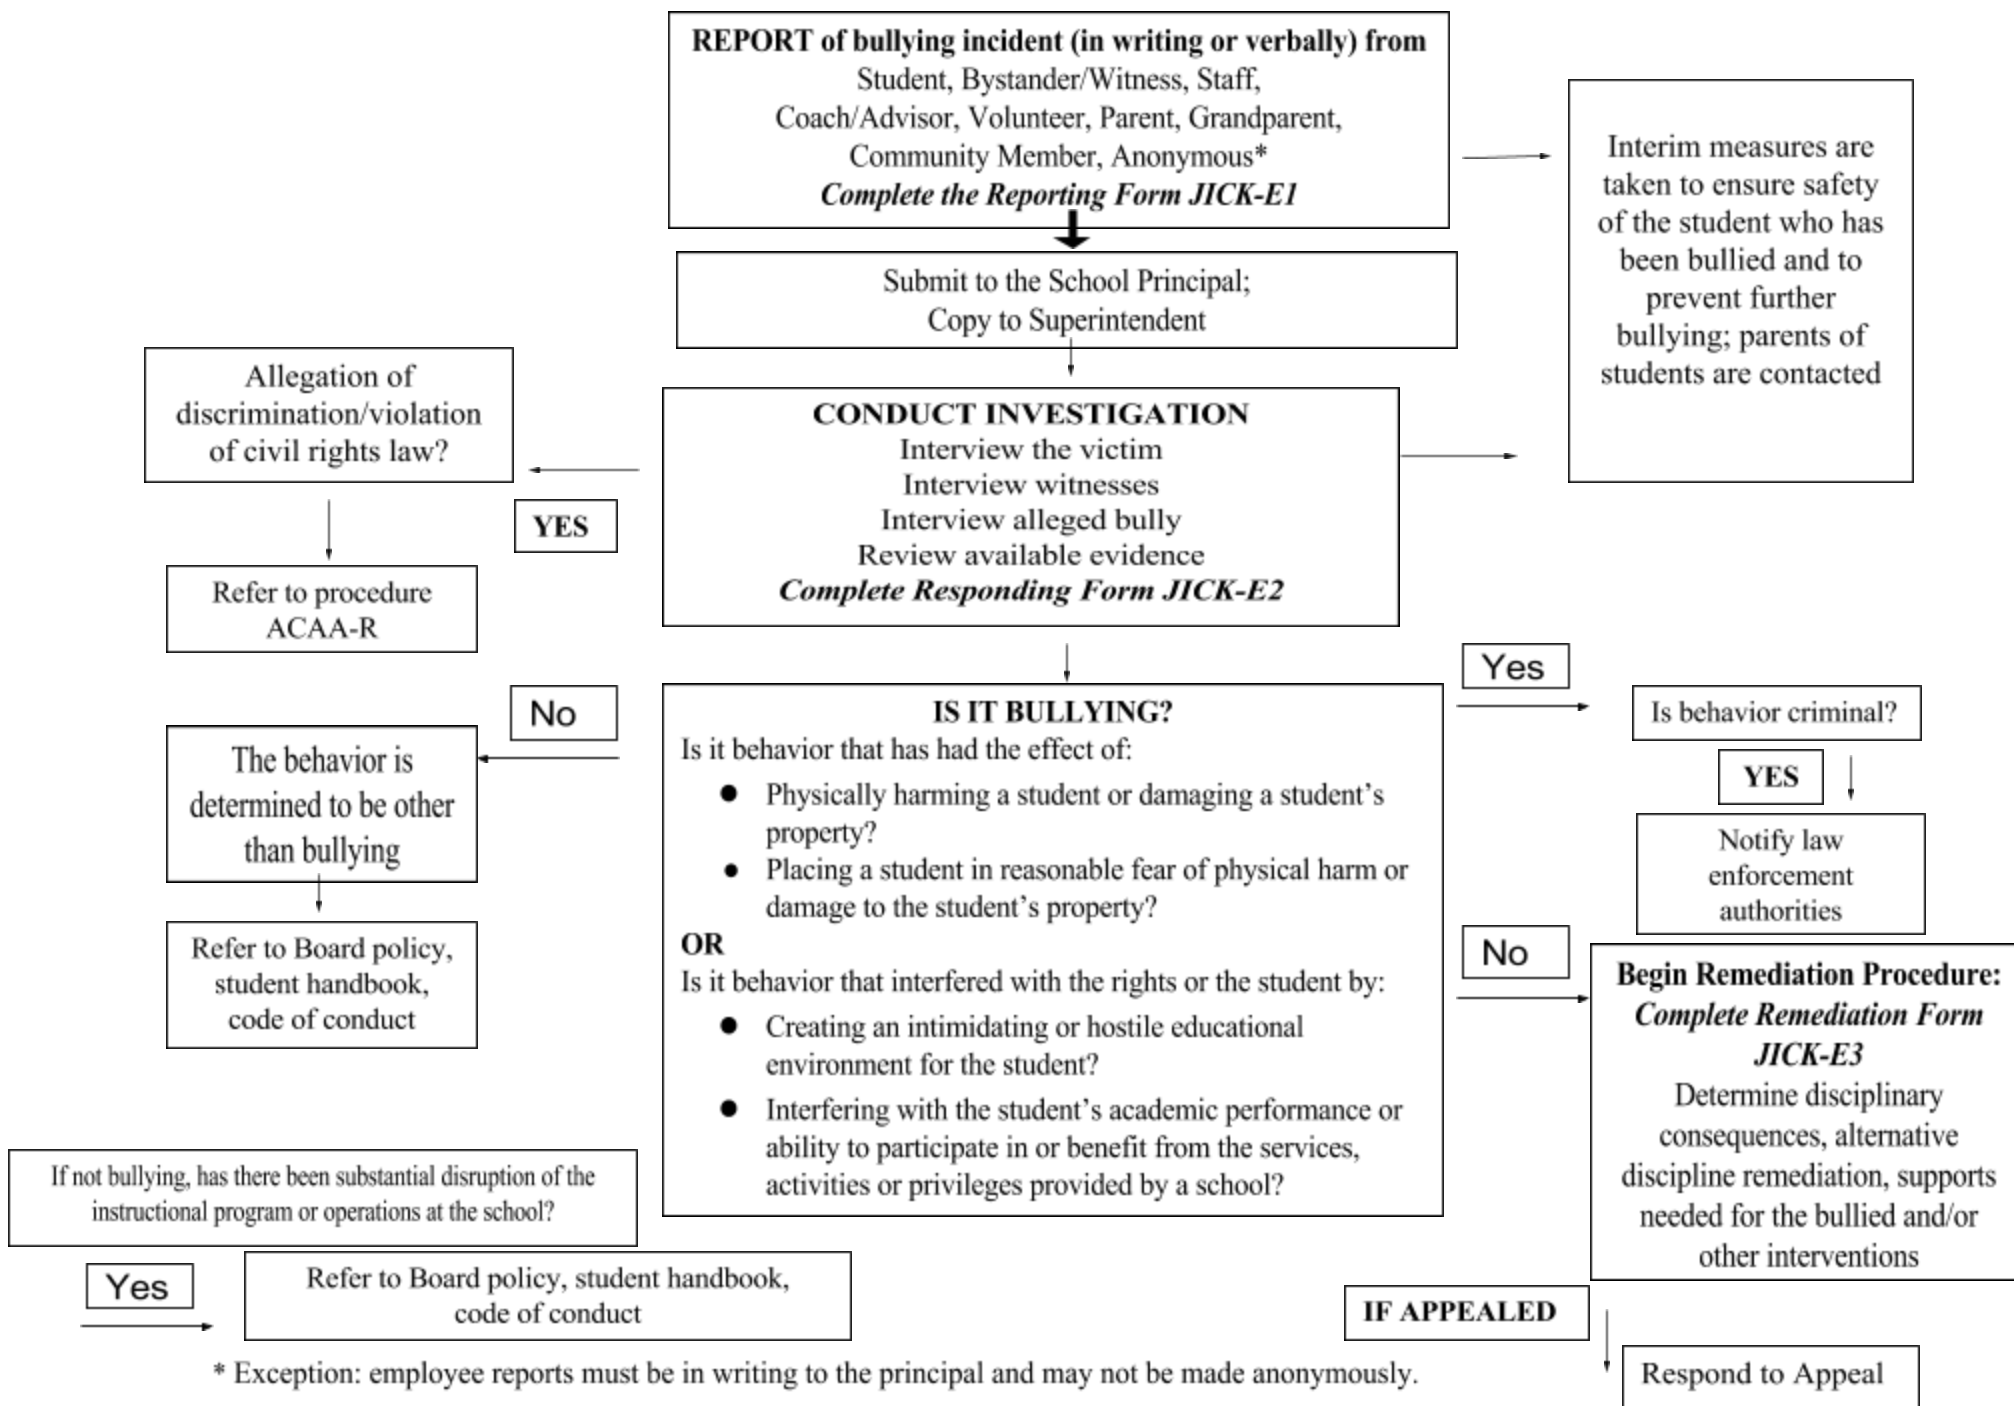 REPORT of bullying incident (in writing or verbally) from
Student, Bystander/Witness, Staff,
Coach/Advisor, Volunteer, Parent, Grandparent,
Community Member, Anonymous*
Complete the Reporting Form JICK-E1
Interim measures are
taken to ensure safety
of the student who has
been bullied and to
prevent further
bullying; parents of
students are contacted
Submit to the School Principal;
Copy to Superintendent
Allegation of
discrimination/violation
of civil rights law?
YES
Refer to procedure
ACAA-R
CONDUCT INVESTIGATION
Interview the victim
Interview witnesses
Interview alleged bully
Review available evidence
Complete Responding Form JICK-E2
No
The behavior is
determined to be other
than bullying
Refer to Board policy,
student handbook,
code of conduct
IS IT BULLYING?
Is it behavior that has had the effect of:
● Physically harming a student or damaging a student's
property?
● Placing a student in reasonable fear of physical harm or
damage to the student's property?
OR
Is it behavior that interfered with the rights or the student by:
● Creating an intimidating or hostile educational
environment for the student?
● Interfering with the student's academic performance or
ability to participate in or benefit from the services,
activities or privileges provided by a school?
Yes
Is behavior criminal?
YES
Notify law
enforcement
authorities
No
Begin Remediation Procedure:
Complete Remediation Form
JICK-E3
Determine disciplinary
consequences, alternative
discipline remediation, supports
needed for the bullied and/or
other interventions
If not bullying, has there been substantial disruption of the
instructional program or operations at the school?
Yes
Refer to Board policy, student handbook,
code of conduct
IF APPEALED
Respond to Appeal
* Exception: employee reports must be in writing to the principal and may not be made anonymously.